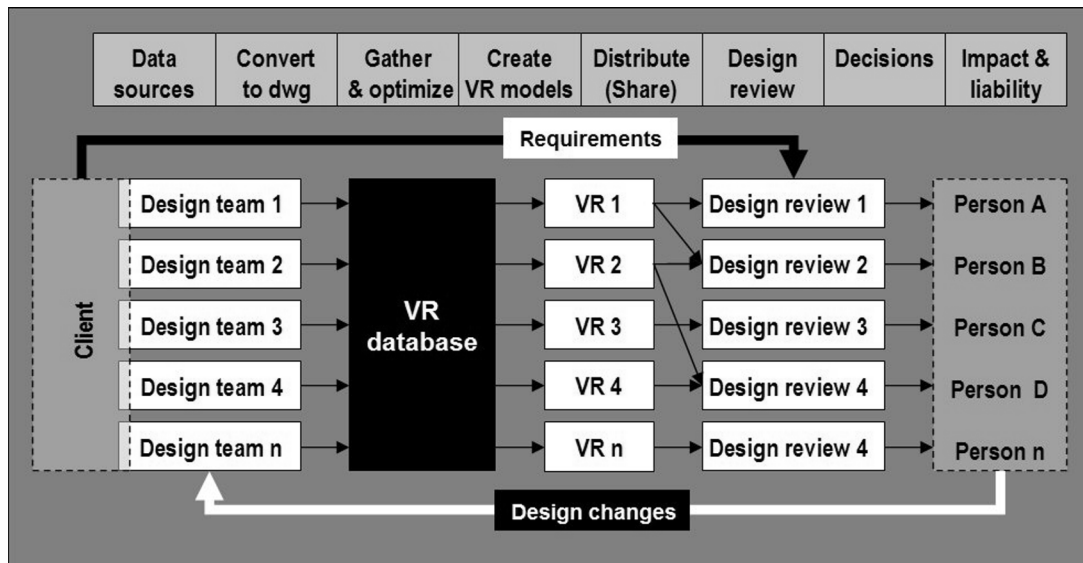 Data sources
Convert to dwg
Gather & optimize
Create VR models
Distribute (Share)
Design review
Decisions
Impact & liability
Requirements
Client
Design team 1
Design team 2
Design team 3
Design team 4
Design team n
VR database
VR 1
VR 2
VR 3
VR 4
VR n
Design review 1
Design review 2
Design review 3
Design review 4
Design review 4
Person A
Person B
Person C
Person D
Person n
Design changes